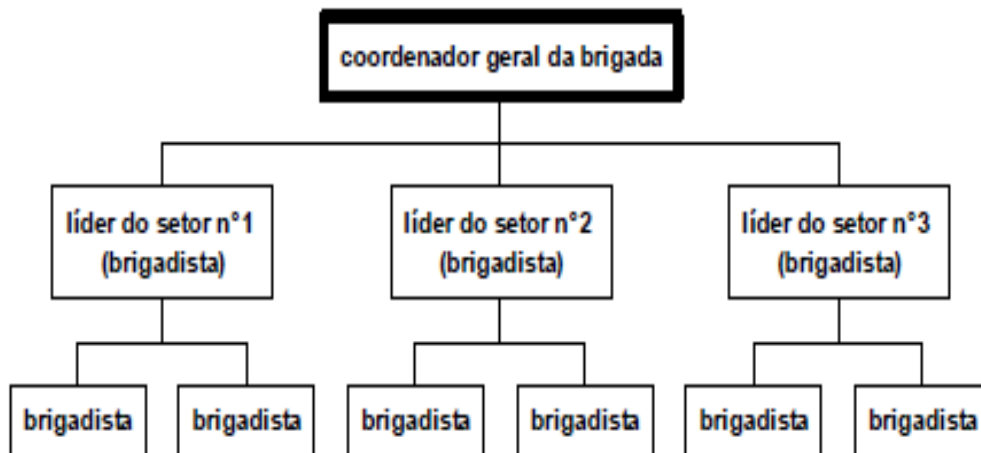 coordenador geral da brigada
líder do setor n°1
(brigadista)
líder do setor n°2
(brigadista)
líder do setor n°3
(brigadista)
brigadista
brigadista
brigadista
brigadista
brigadista
brigadista